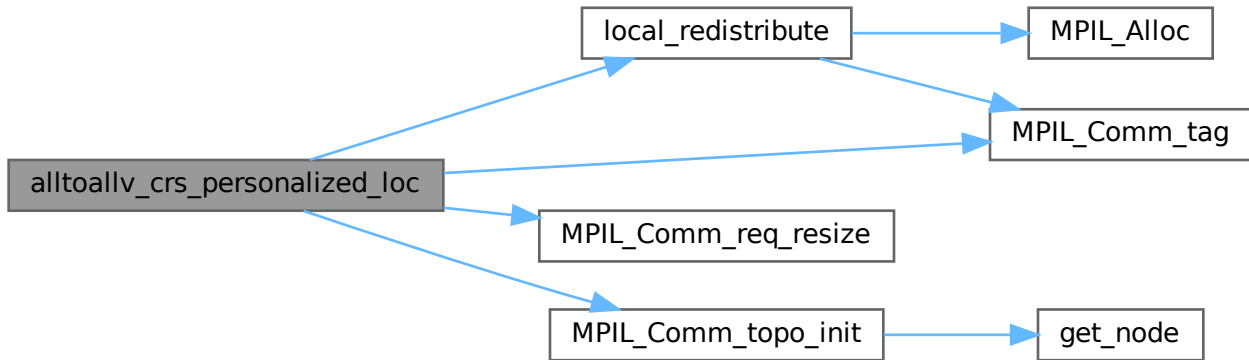 local_redistribute
MPIL_Alloc
MPIL_Comm_tag
alltoallv_crs_personalized_loc
MPIL_Comm_req_resize
MPIL_Comm_topo_init
get_node